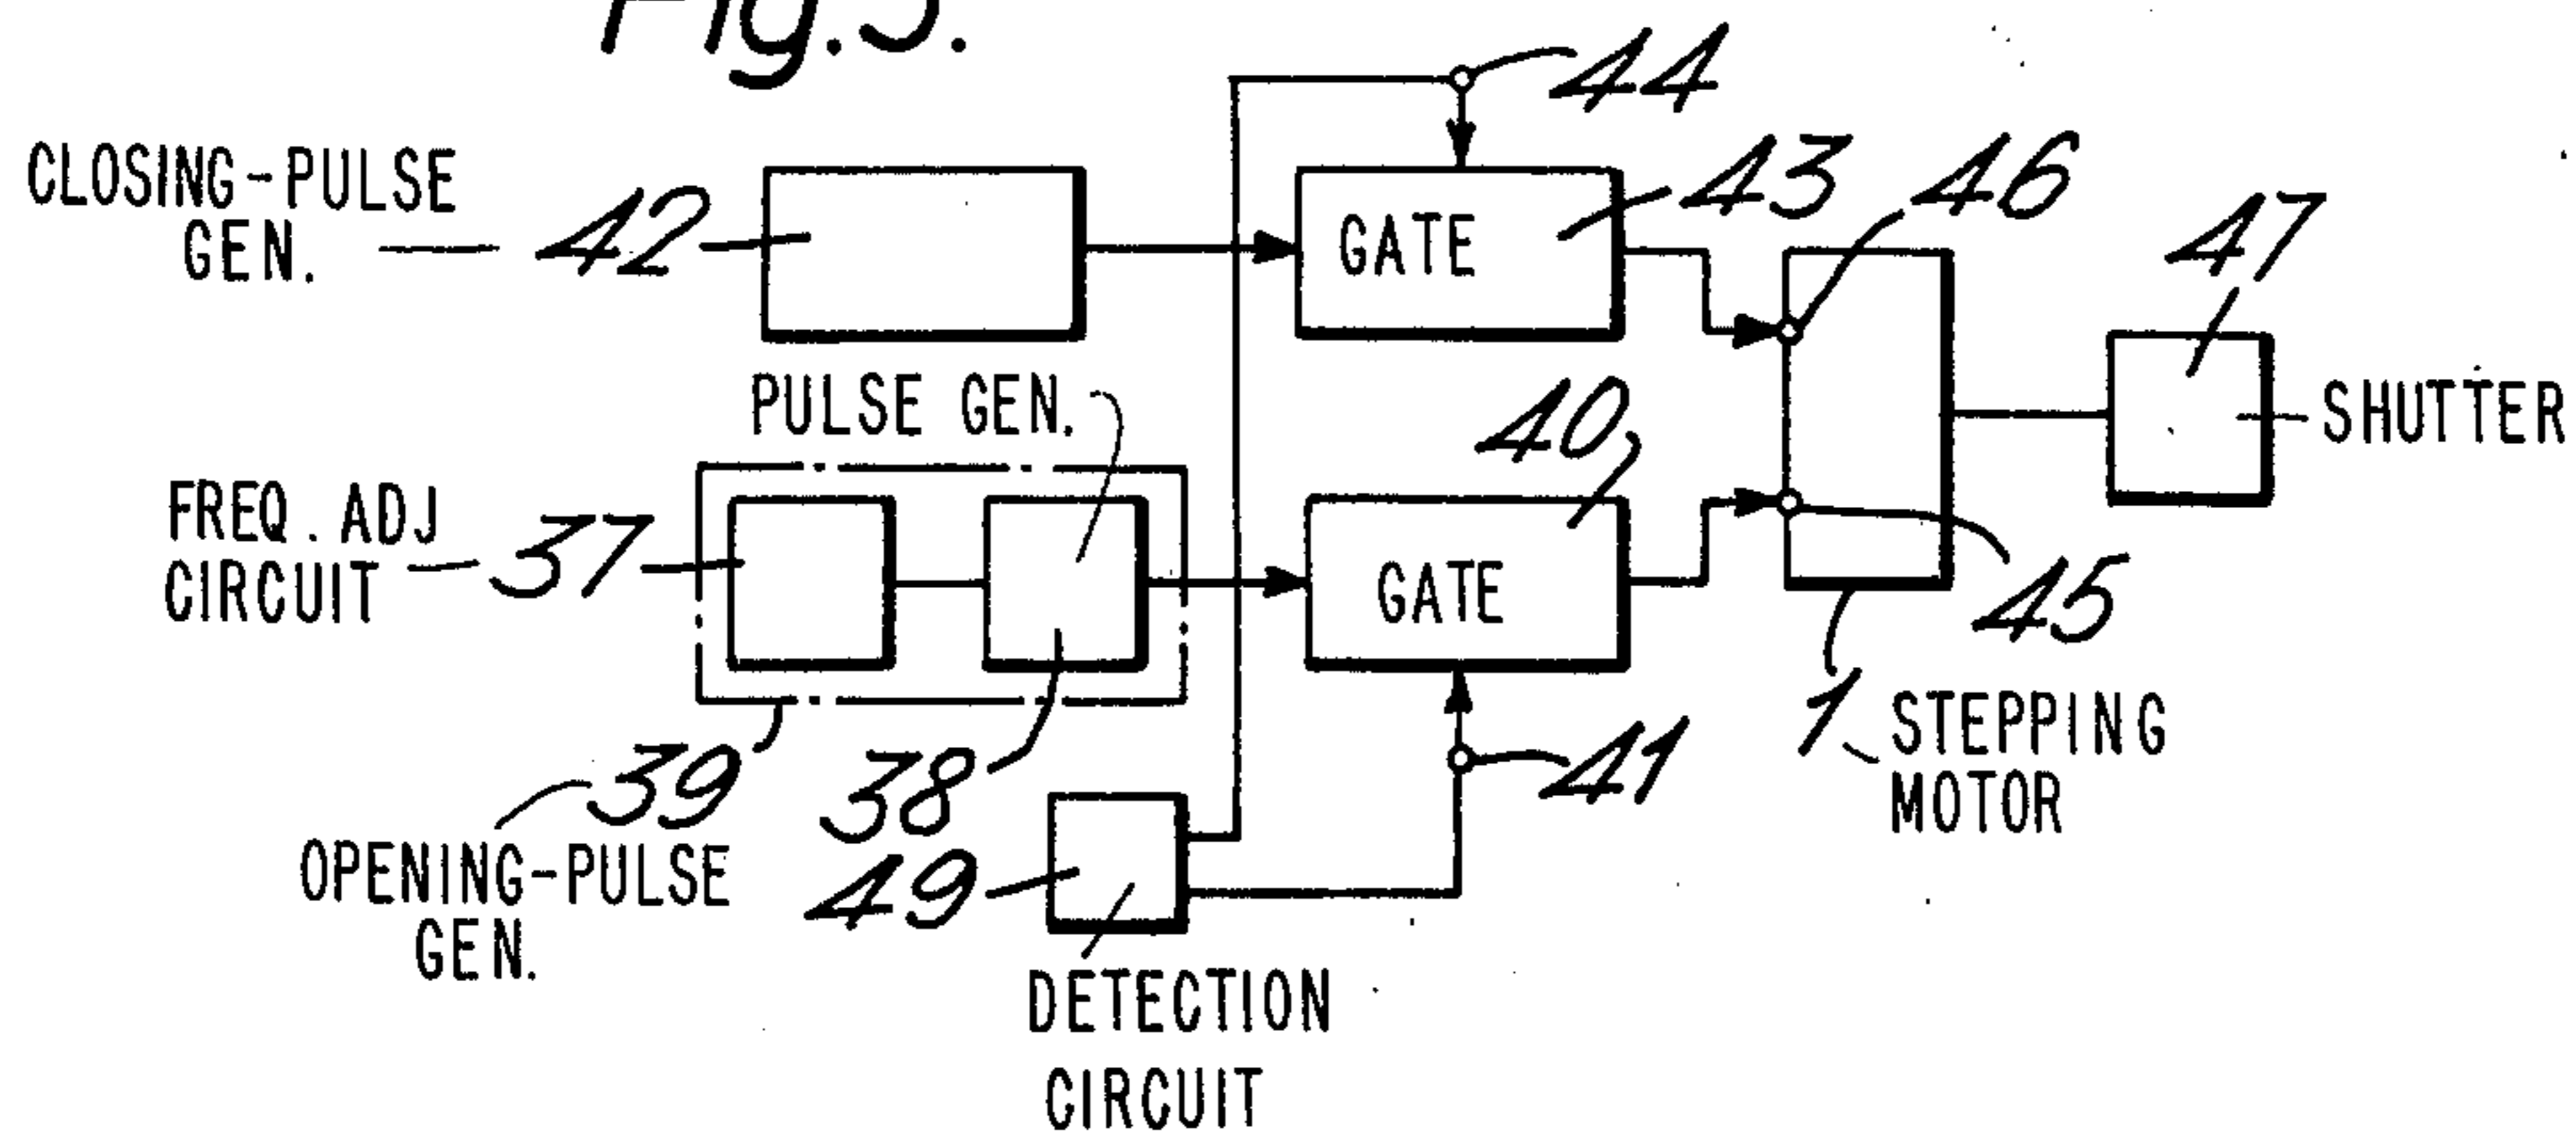 Fig.5.
44
CLOSING-PULSE
GEN.
42
GATE
43
46
47
PULSE GEN.
40
SHUTTER
FREQ. ADJ
CIRCUIT
37
GATE
45
39
38
41
1
STEPPING
MOTOR
OPENING-PULSE
GEN.
49
DETECTION
CIRCUIT